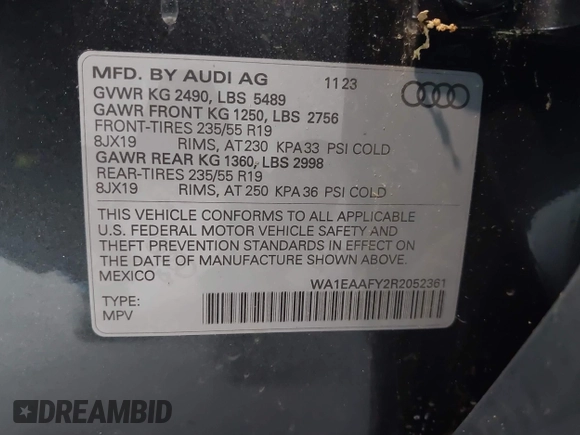 MFD. BY AUDI AG 11 23
GVWR KG 2490, LBS 5489
GAWR FRONT KG 1250, LBS 2756
FRONT-TIRES 235/55 R19
8JX19 RIMS, AT 230 KPA 33 PSI COLD
GAWR REAR KG 1360, LBS 2998
REAR-TIRES 235/55 R19
8JX19 RIMS, AT 250 KPA 36 PSI COLD
THIS VEHICLE CONFORMS TO ALL APPLICABLE
U.S. FEDERAL MOTOR VEHICLE SAFETY AND
THEFT PREVENTION STANDARDS IN EFFECT ON
THE DATE OF MANUFACTURE SHOWN ABOVE.
MEXICO WA1EAAFY2R2052361
TYPE:
MPV
DREAMBID